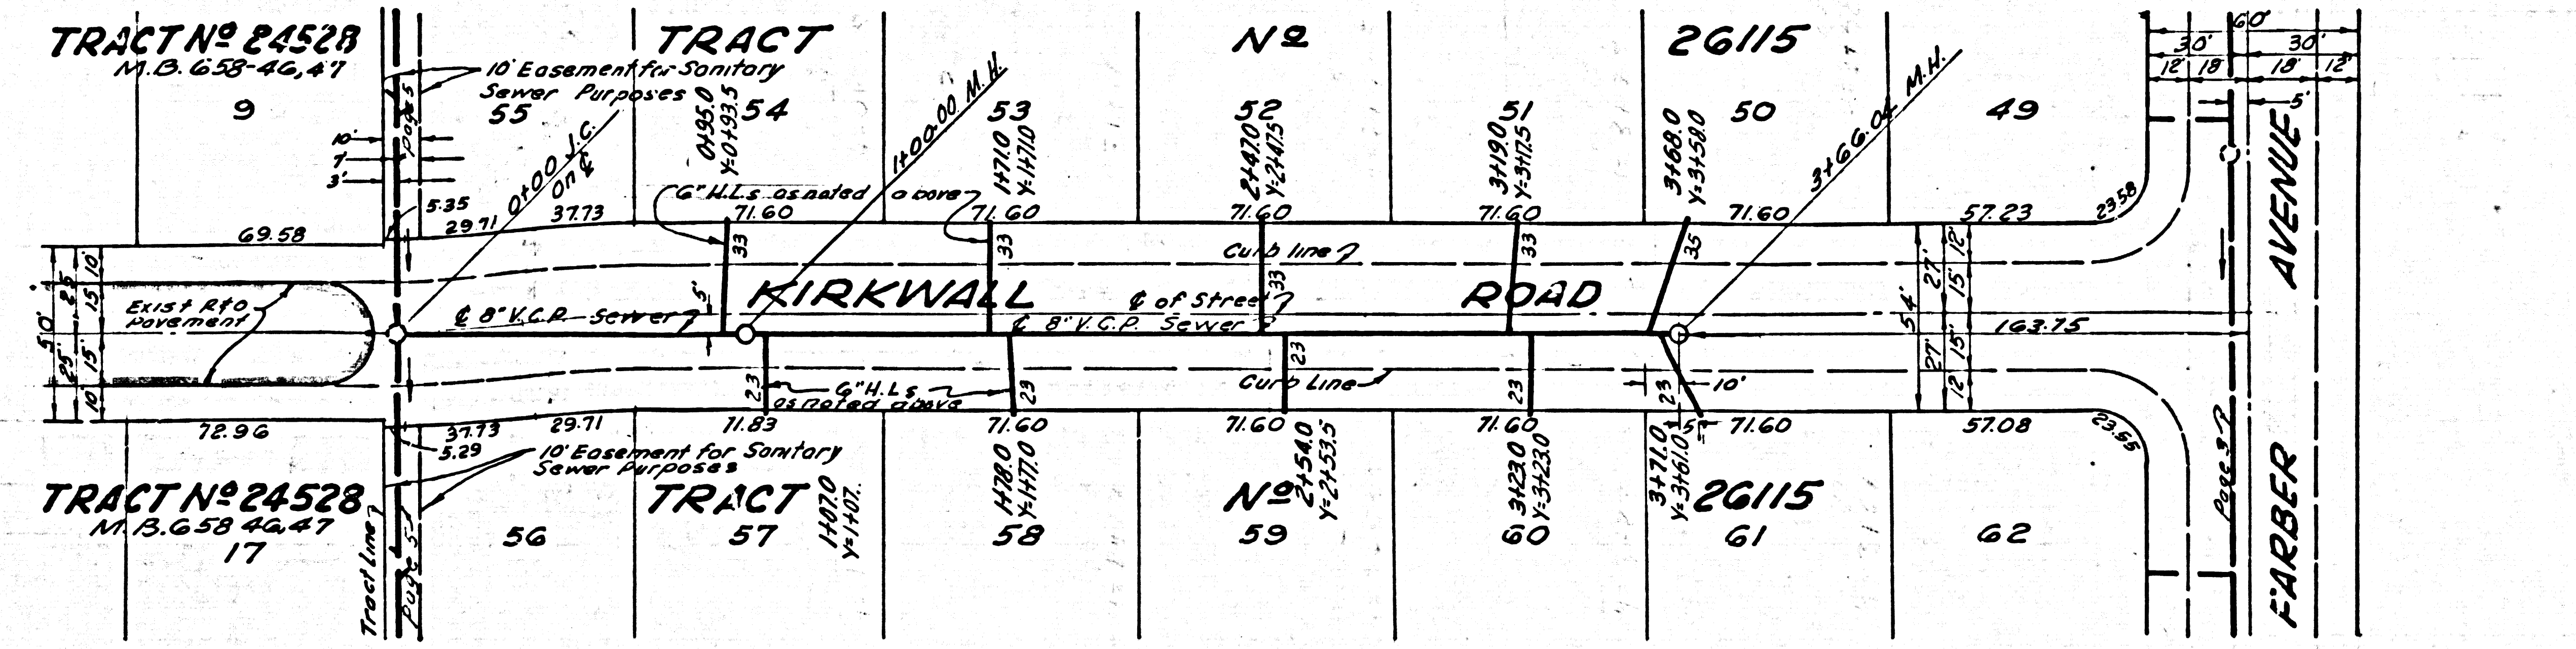 TRACT Nº 24528
M.B. 658-46,47
9
TRACT Nº 26115
10' Easement for Sanitary
Sewer Purposes
Page 5
55
54
53
52
51
50
49
10'
7'
3'
0+00 J.C.
on ℄
0+95.0
Y=0+93.5
1+00.00 M.H.
1+71.0
Y=1+71.0
2+47.0
Y=2+47.5
3+19.0
Y=3+17.5
3+68.0
Y=3+58.0
3+66.04 M.H.
60'
30' 30'
12' 18' 18' 12'
5'
6" H.Ls as noted above
69.58
5.35
29.71
37.73
71.60
71.60
71.60
71.60
71.60
57.23
23.58
33
33
33
33
35
Curb line
50'
25
25'
10'
15
15'
10'
Exist R&O
Pavement
℄ 8" V.C.P. Sewer
5'
KIRKWALL ROAD
℄ of Street
℄ 8" V.C.P. Sewer
163.75
54'
27'
27'
12'
15'
15'
12'
23
23
23
23
23
6" H.Ls
as noted above
Curb Line
10'
5'
72.96
37.73
29.71
5.29
71.83
71.60
71.60
71.60
71.60
57.08
23.55
10' Easement for Sanitary
Sewer Purposes
TRACT Nº 24528
M.B. 658 46,47
17
Tract Line
Page 5
TRACT Nº 26115
56
57
58
59
60
61
62
1+07.0
Y=1+07.
1+78.0
Y=1+77.0
2+54.0
Y=2+53.5
3+23.0
Y=3+23.0
3+71.0
Y=3+61.0
Page 3
FARBER AVENUE